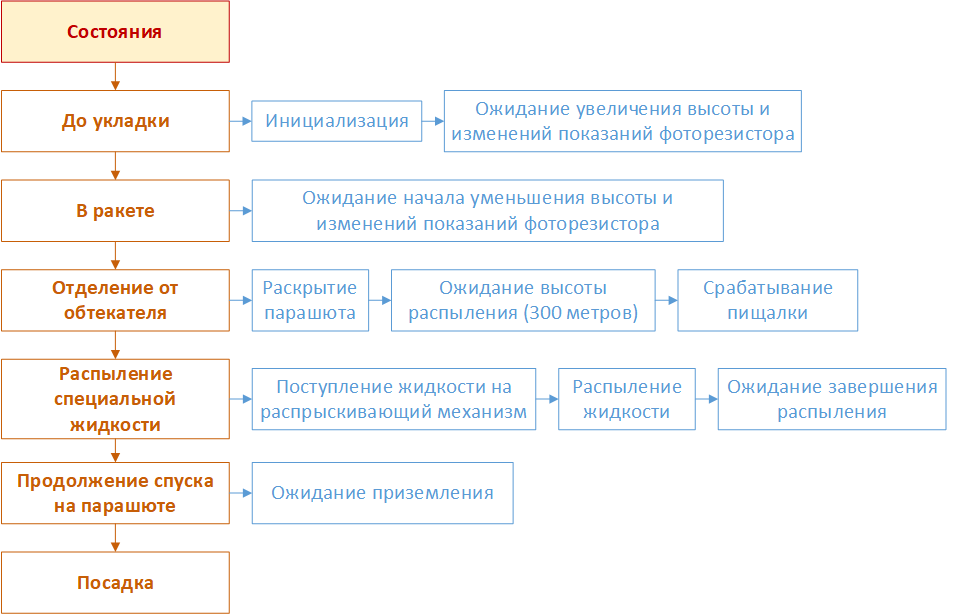 Состояния
До укладки
Инициализация
Ожидание увеличения высоты и
изменений показаний фоторезистора
В ракете
Ожидание начала уменьшения высоты и
изменений показаний фоторезистора
Отделение от
обтекателя
Раскрытие
парашюта
Ожидание высоты
распыления (300 метров)
Срабатывание
пищалки
Распыление
специальной
жидкости
Поступление жидкости на
распрыскивающий механизм
Распыление
жидкости
Ожидание завершения
распыления
Продолжение спуска
на парашюте
Ожидание приземления
Посадка